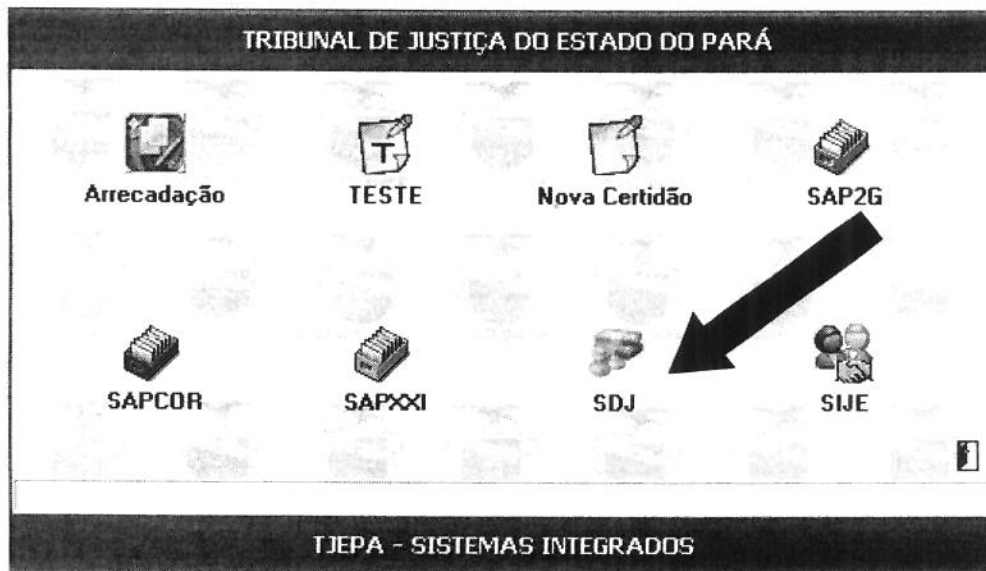 TRIBUNAL DE JUSTIÇA DO ESTADO DO PARÁ
Arrecadação TESTE Nova Certidão SAP2G
SAPCOR SAPXXI SDJ SIJE
TJEPA - SISTEMAS INTEGRADOS